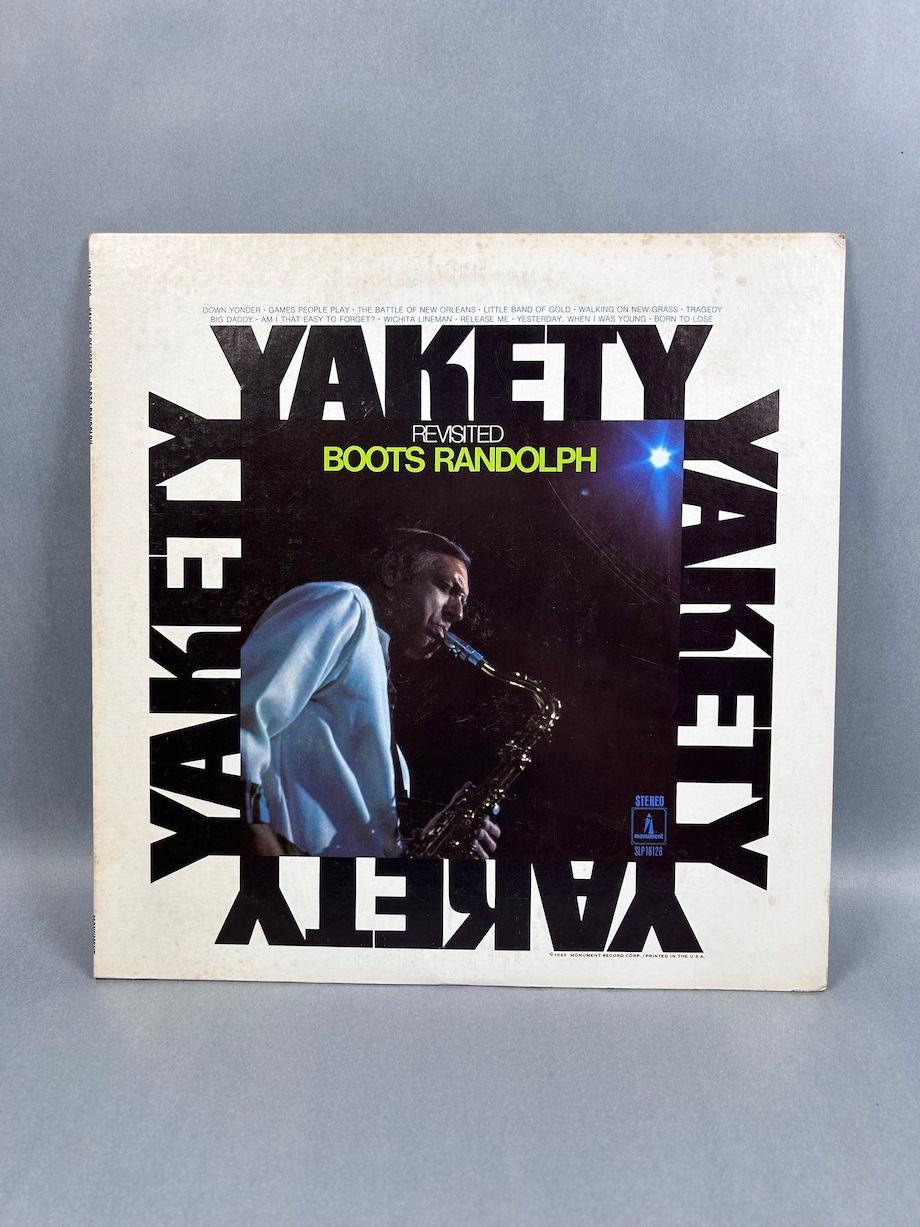 DOWN YONDER • GAMES PEOPLE PLAY • THE BATTLE OF NEW ORLEANS • LITTLE BAND OF GOLD • WALKING ON NEW GRASS • TRAGEDY
BIG DADDY • AM I THAT EASY TO FORGET? • WICHITA LINEMAN • RELEASE ME • YESTERDAY, WHEN I WAS YOUNG • BORN TO LOSE
YAKETY
REVISITED
BOOTS RANDOLPH
YAKETY
YAKETY
STEREO
monument
SLP 18128
YAKETY
© 1969 MONUMENT RECORD CORP. / PRINTED IN THE U.S.A.